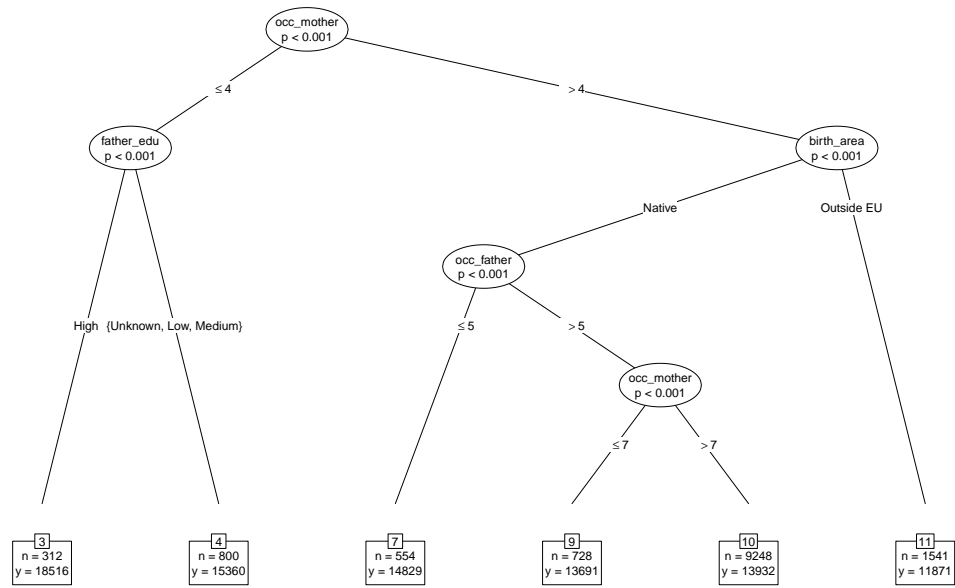 occ_mother
p < 0.001
≤ 4
> 4
father_edu
p < 0.001
birth_area
p < 0.001
Native
Outside EU
occ_father
p < 0.001
High {Unknown, Low, Medium}
≤ 5
> 5
occ_mother
p < 0.001
≤ 7
> 7
3
n = 312
y = 18516
4
n = 800
y = 15360
7
n = 554
y = 14829
9
n = 728
y = 13691
10
n = 9248
y = 13932
11
n = 1541
y = 11871